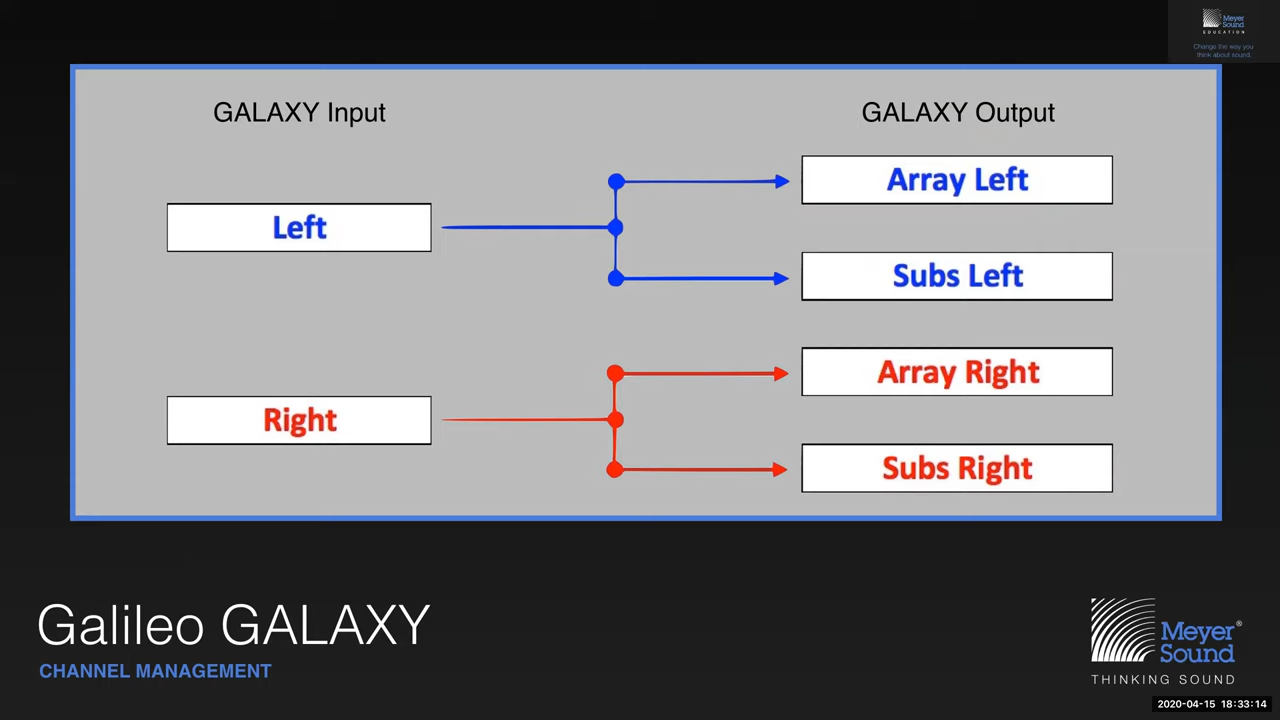 Meyer
Sound
EDUCATION
Change the way you
think about sound.
GALAXY Input
GALAXY Output
Left
Array Left
Subs Left
Right
Array Right
Subs Right
Galileo GALAXY
CHANNEL MANAGEMENT
Meyer®
Sound
THINKING SOUND
2020-04-15 18:33:14